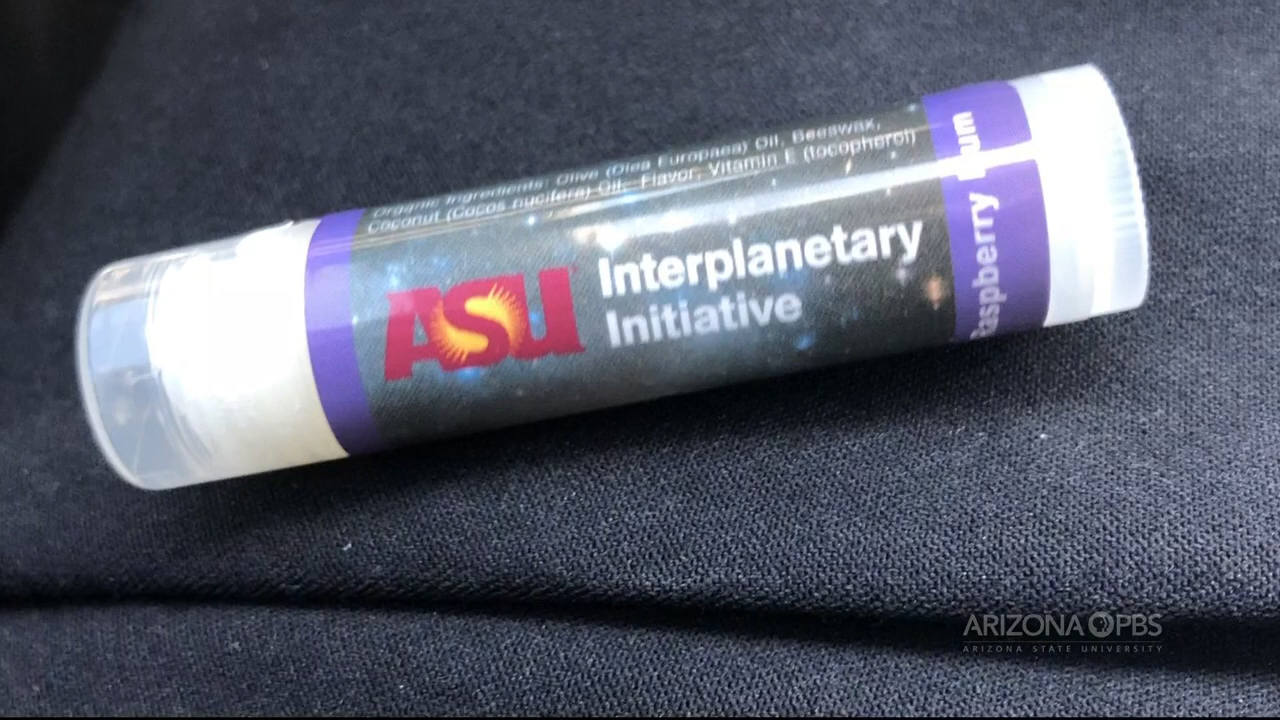 Organic Ingredients: Olive (Olea Europaea) Oil, Beeswax,
Coconut (Cocos nucifera) Oil, Flavor, Vitamin E (tocopherol)
ASU
Interplanetary
Initiative
Raspberry
ARIZONA PBS
ARIZONA STATE UNIVERSITY